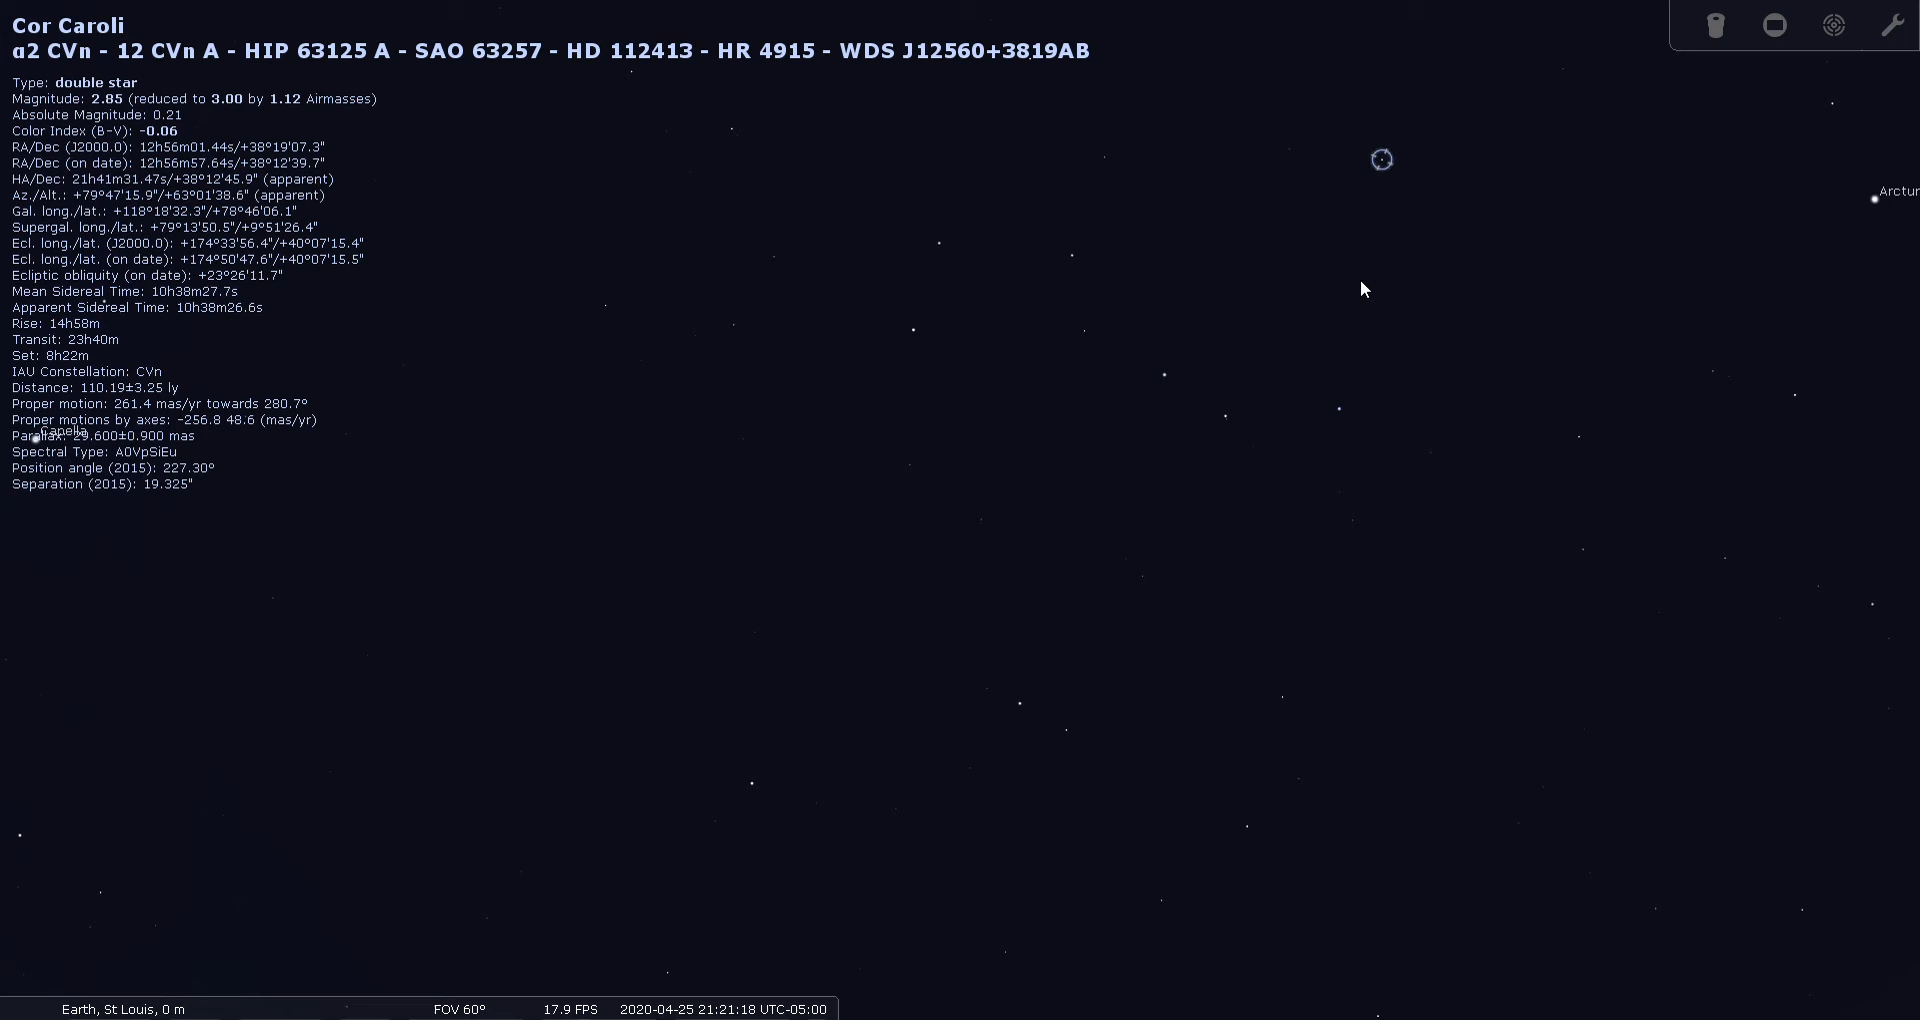 Cor Caroli
α2 CVn - 12 CVn A - HIP 63125 A - SAO 63257 - HD 112413 - HR 4915 - WDS J12560+3819AB
Type: double star
Magnitude: 2.85 (reduced to 3.00 by 1.12 Airmasses)
Absolute Magnitude: 0.21
Color Index (B-V): -0.06
RA/Dec (J2000.0): 12h56m01.44s/+38°19'07.3"
RA/Dec (on date): 12h56m57.64s/+38°12'39.7"
HA/Dec: 21h41m31.47s/+38°12'45.9" (apparent)
Az./Alt.: +79°47'15.9"/+63°01'38.6" (apparent)
Arctur
Gal. long./lat.: +118°18'32.3"/+78°46'06.1"
Supergal. long./lat.: +79°13'50.5"/+9°51'26.4"
Ecl. long./lat. (J2000.0): +174°33'56.4"/+40°07'15.4"
Ecl. long./lat. (on date): +174°50'47.6"/+40°07'15.5"
Ecliptic obliquity (on date): +23°26'11.7"
Mean Sidereal Time: 10h38m27.7s
Apparent Sidereal Time: 10h38m26.6s
Rise: 14h58m
Transit: 23h40m
Set: 8h22m
IAU Constellation: CVn
Distance: 110.19±3.25 ly
Proper motion: 261.4 mas/yr towards 280.7°
Proper motions by axes: -256.8 48.6 (mas/yr)
Capella
Parallax: 29.600±0.900 mas
Spectral Type: A0VpSiEu
Position angle (2015): 227.30°
Separation (2015): 19.325"
Earth, St Louis, 0 m FOV 60° 17.9 FPS 2020-04-25 21:21:18 UTC-05:00